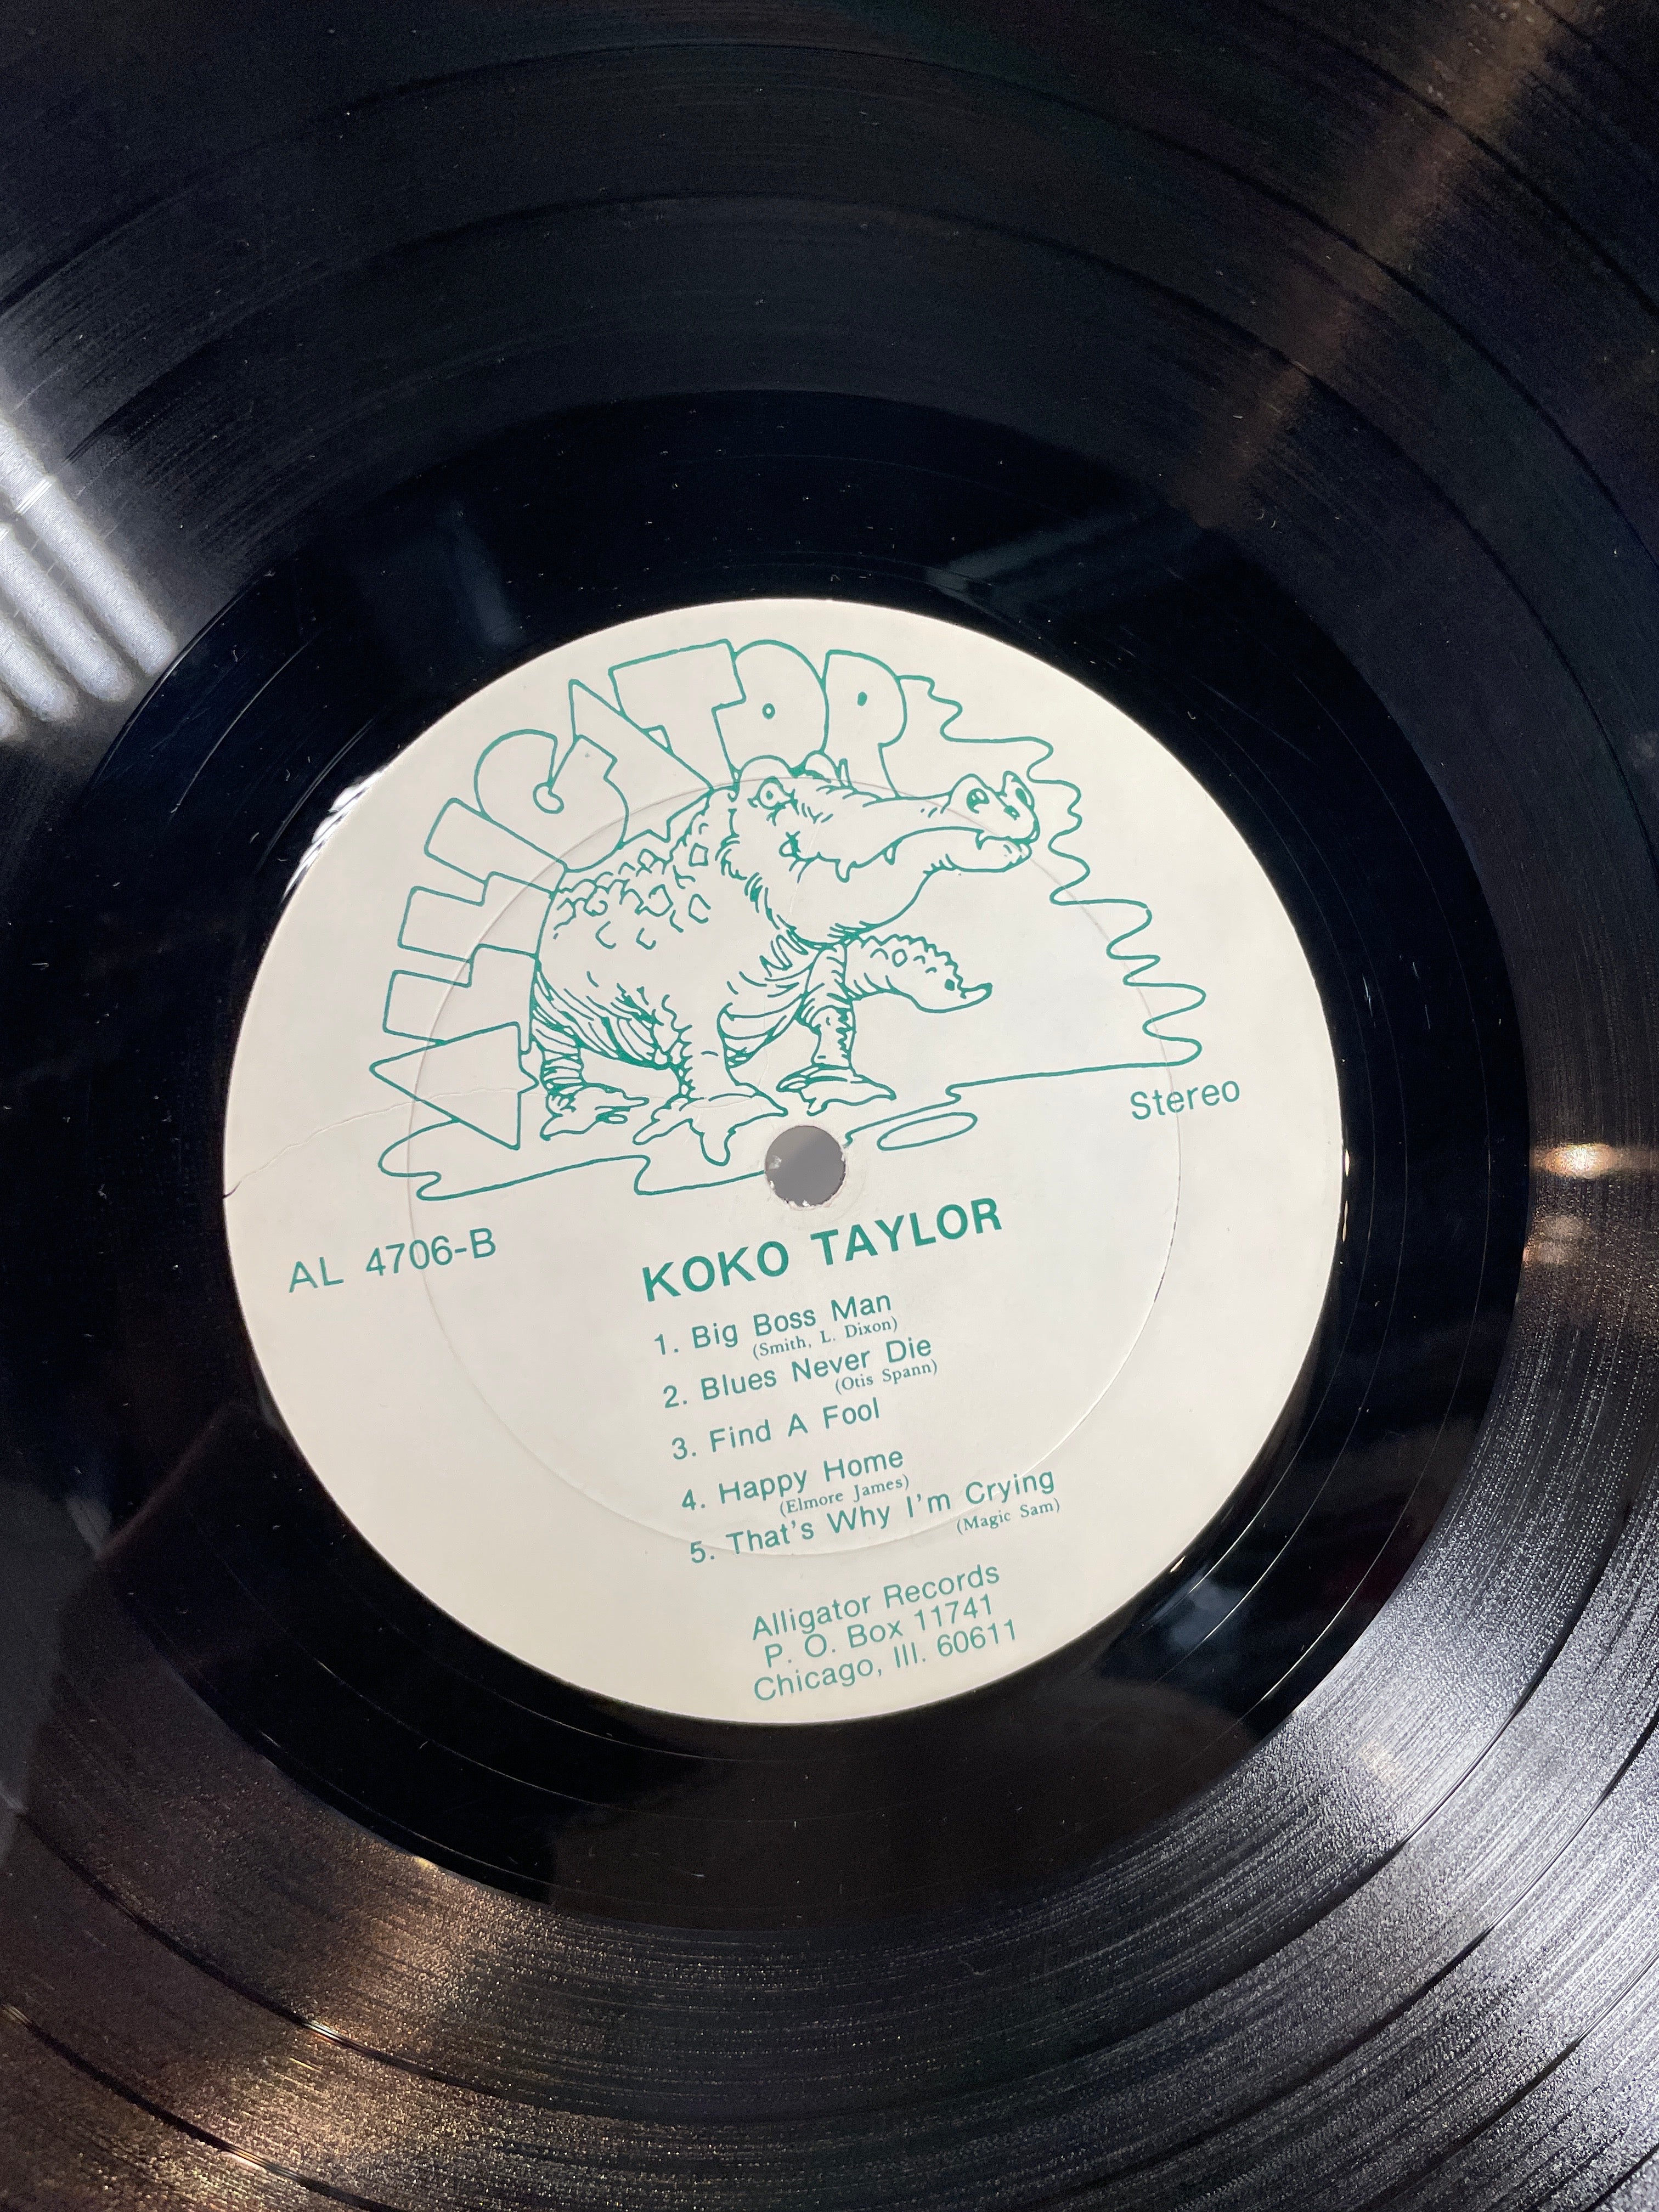 ALLIGATOR
Stereo
AL 4706-B
KOKO TAYLOR
1. Big Boss Man
(Smith, L. Dixon)
2. Blues Never Die
(Otis Spann)
3. Find A Fool
4. Happy Home
(Elmore James)
5. That's Why I'm Crying
(Magic Sam)
Alligator Records
P. O. Box 11741
Chicago, Ill. 60611